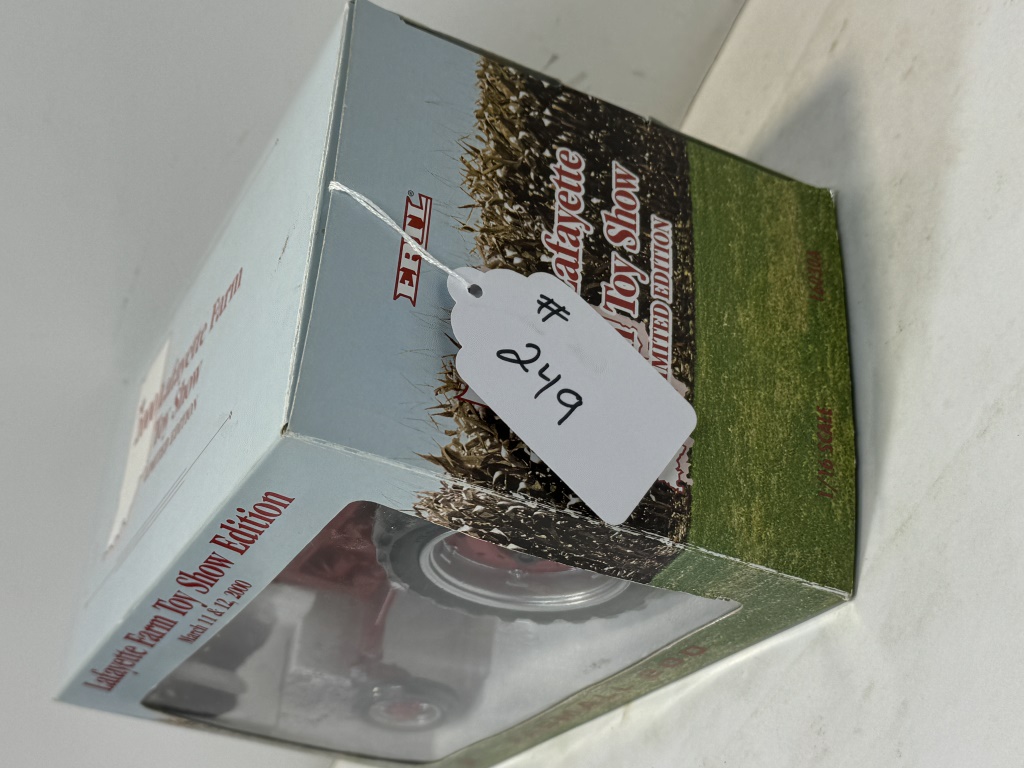 Lafayette Farm
Toy Show
EDITION
Lafayette Farm Toy Show Edition
March 11 & 12, 2000
ERTL®
Lafayette
Toy Show
LIMITED EDITION
#
249
1/16 SCALE